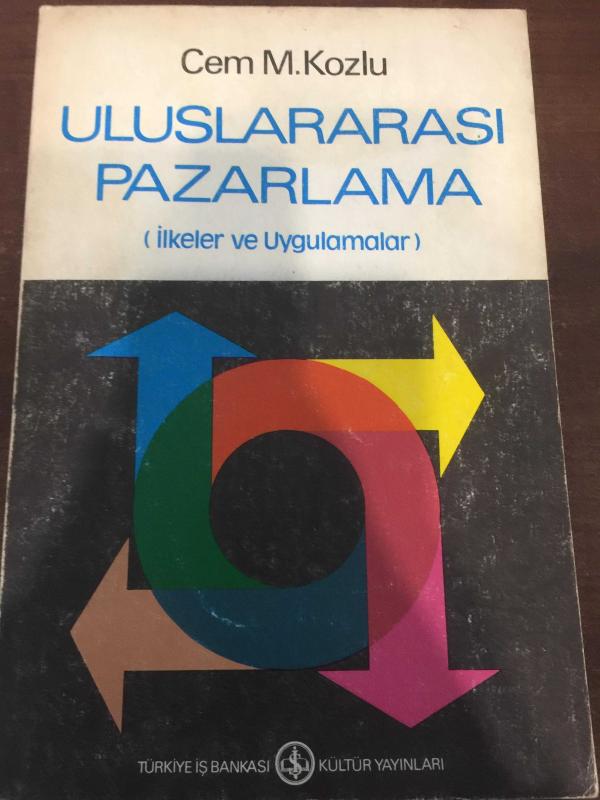 Cem M.Kozlu
ULUSLARARASI
PAZARLAMA
( İlkeler ve Uygulamalar )
TÜRKİYE İŞ BANKASI KÜLTÜR YAYINLARI